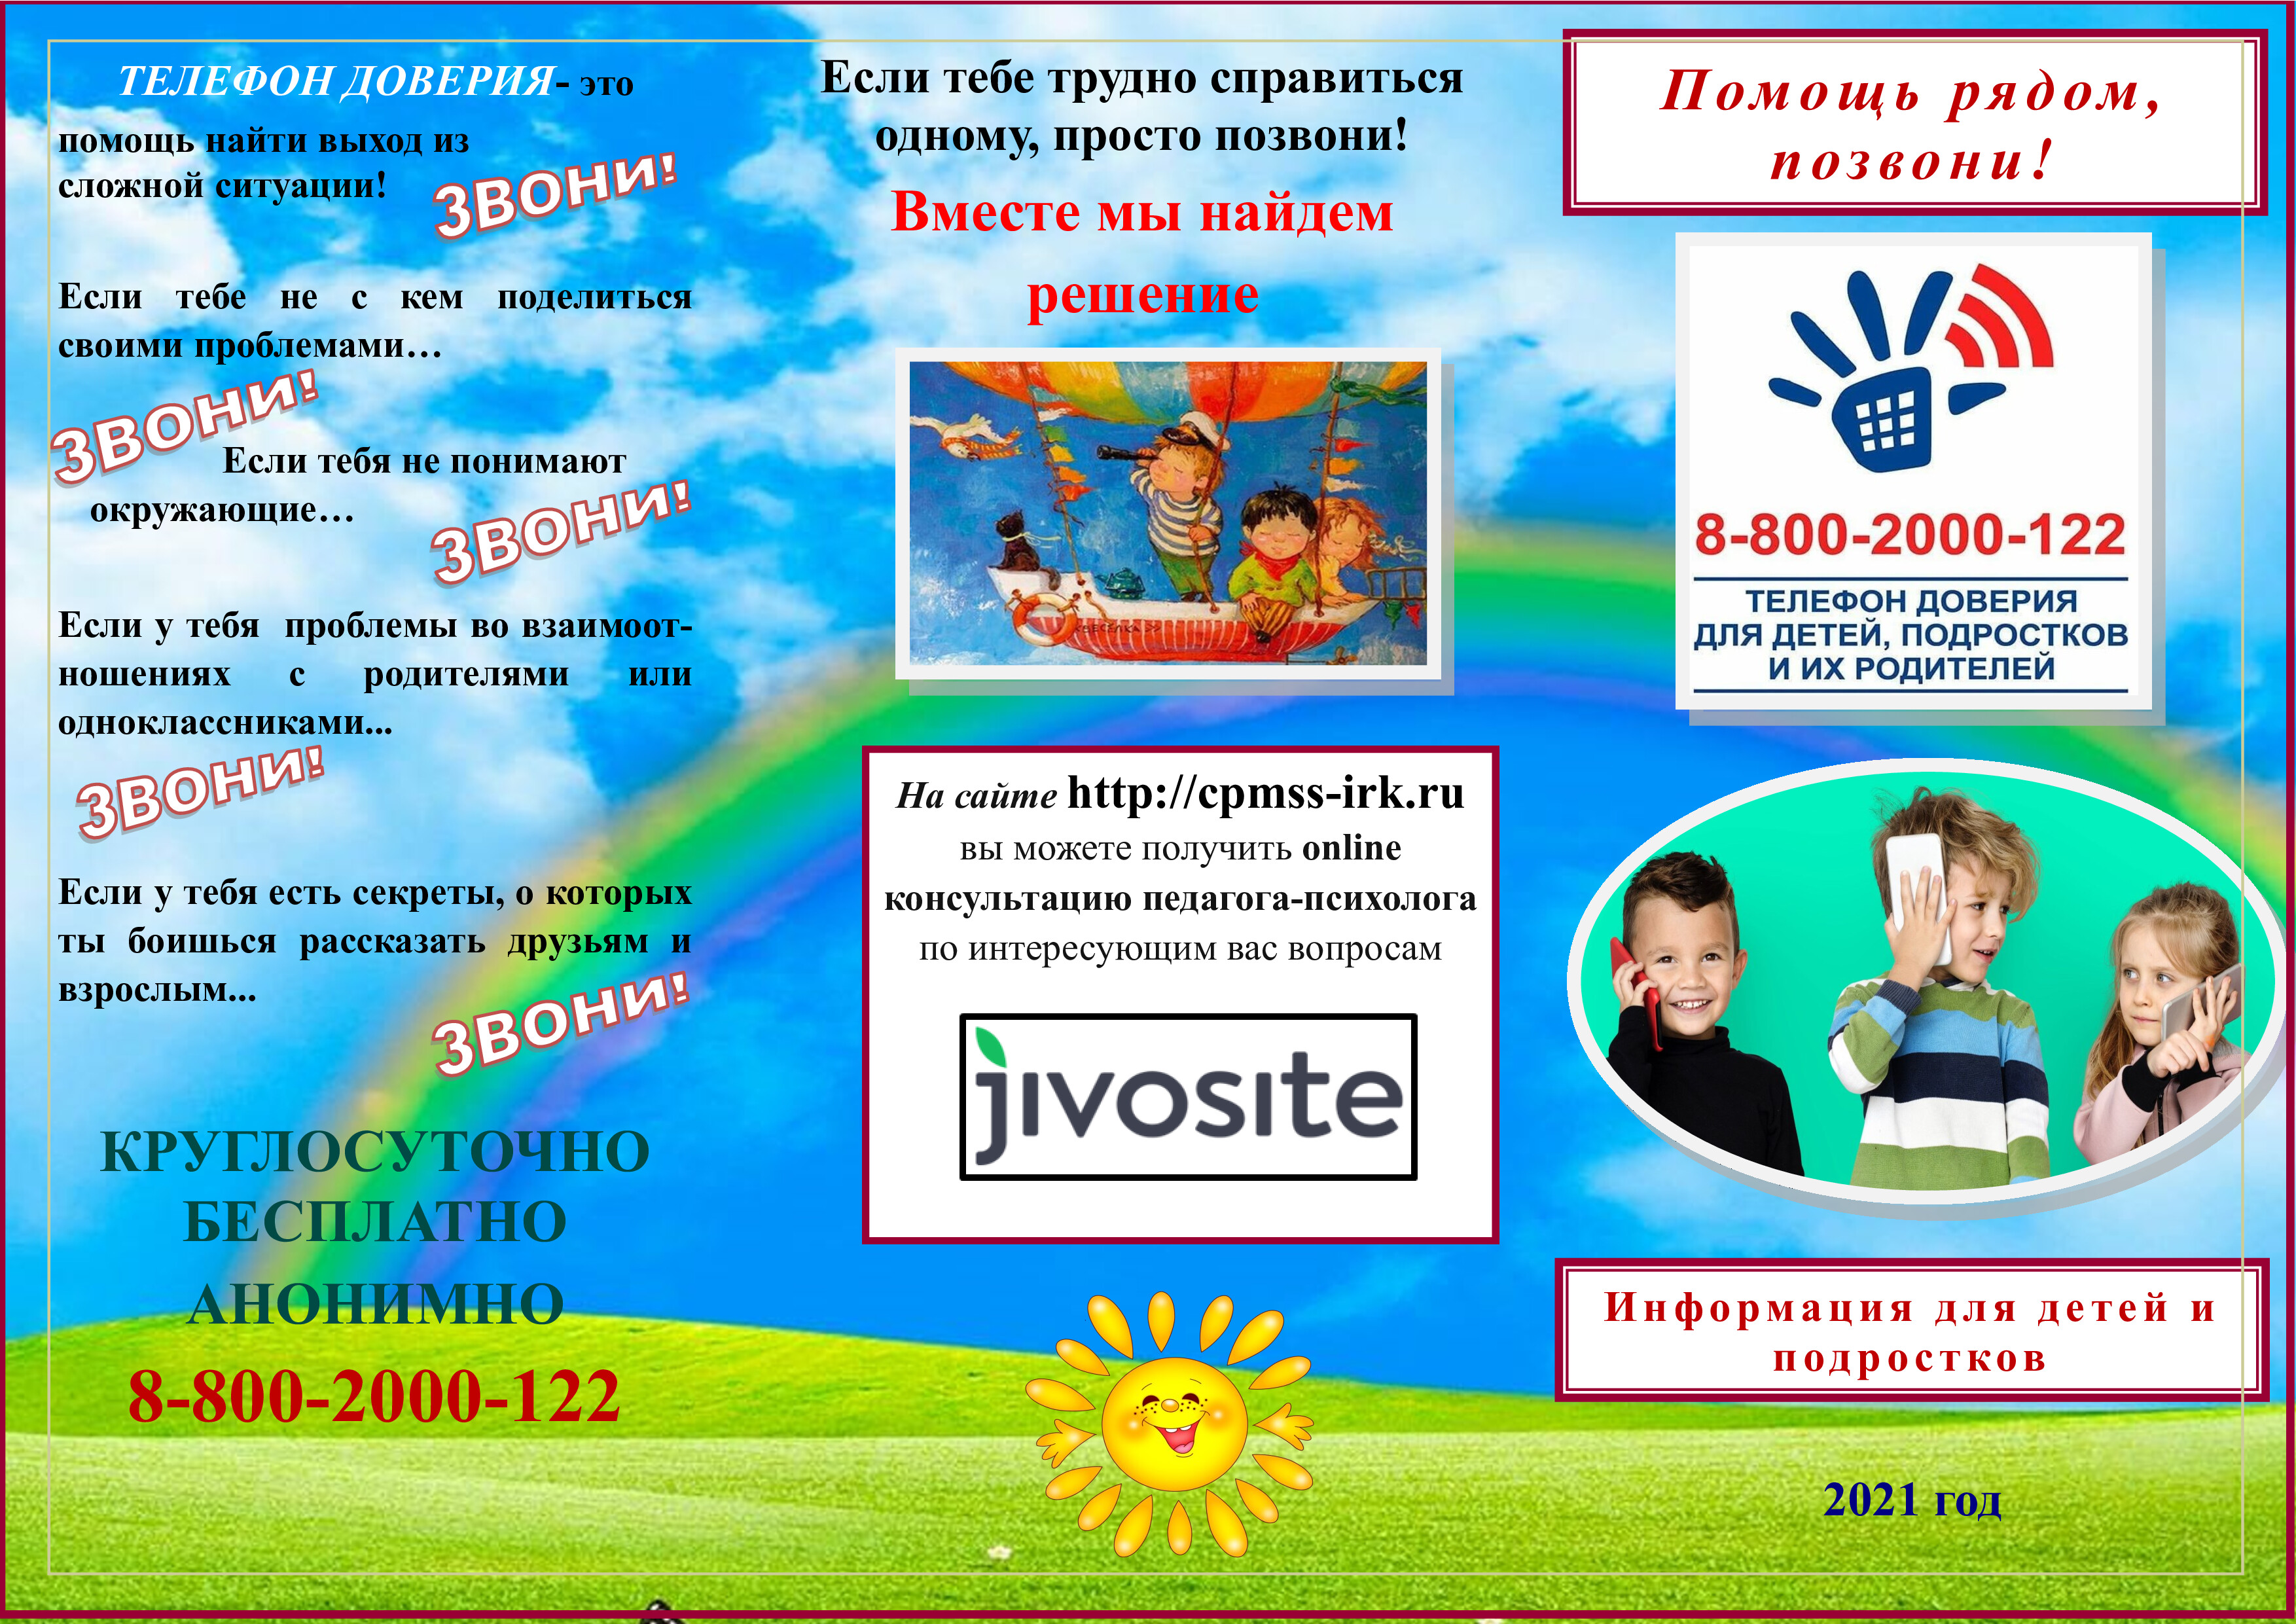 ТЕЛЕФОН ДОВЕРИЯ- это
помощь найти выход из
сложной ситуации!
ЗВОНИ!
Если тебе не с кем поделиться
своими проблемами…
ЗВОНИ!
Если тебя не понимают
окружающие…
ЗВОНИ!
Если у тебя проблемы во взаимоот-
ношениях с родителями или
одноклассниками...
ЗВОНИ!
Если у тебя есть секреты, о которых
ты боишься рассказать друзьям и
взрослым...
ЗВОНИ!
КРУГЛОСУТОЧНО
БЕСПЛАТНО
АНОНИМНО
8-800-2000-122
Если тебе трудно справиться
одному, просто позвони!
Вместе мы найдем
решение
«ВЕСЕЛКА»
На сайте http://cpmss-irk.ru
вы можете получить online
консультацию педагога-психолога
по интересующим вас вопросам
jivosite
Помощь рядом,
позвони!
8-800-2000-122
ТЕЛЕФОН ДОВЕРИЯ
ДЛЯ ДЕТЕЙ, ПОДРОСТКОВ
И ИХ РОДИТЕЛЕЙ
Информация для детей и
подростков
2021 год